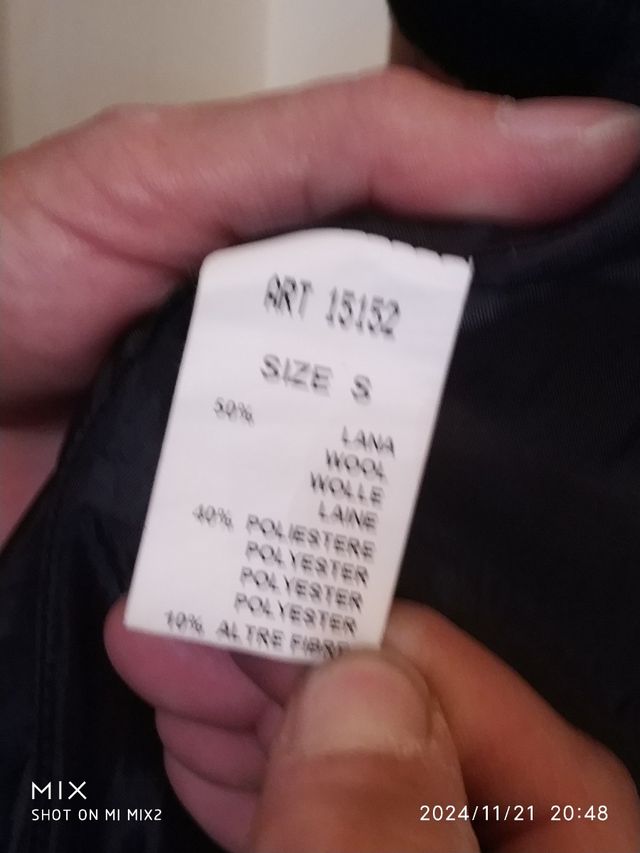 ART 15152
SIZE S
50%
LANA
WOOL
WOLLE
LAINE
40% POLIESTERE
POLYESTER
POLYESTER
POLYESTER
10% ALTRE FIBRE
MIX
SHOT ON MI MIX2
2024/11/21 20:48